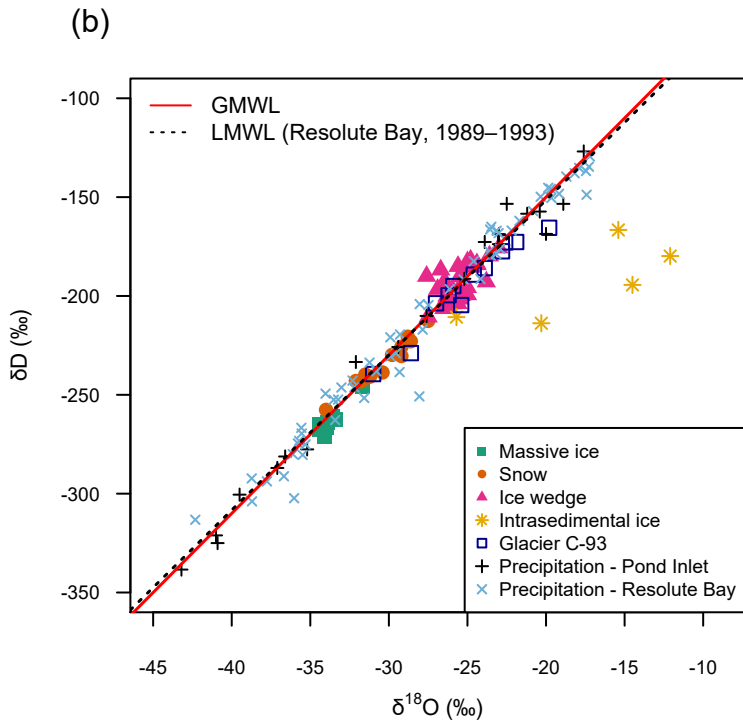 (b)
GMWL
LMWL (Resolute Bay, 1989–1993)
-100
-150
-200
-250
-300
-350
δD (‰)
Massive ice
Snow
Ice wedge
Intrasedimental ice
Glacier C-93
Precipitation - Pond Inlet
Precipitation - Resolute Bay
-45 -40 -35 -30 -25 -20 -15 -10
δ¹⁸O (‰)